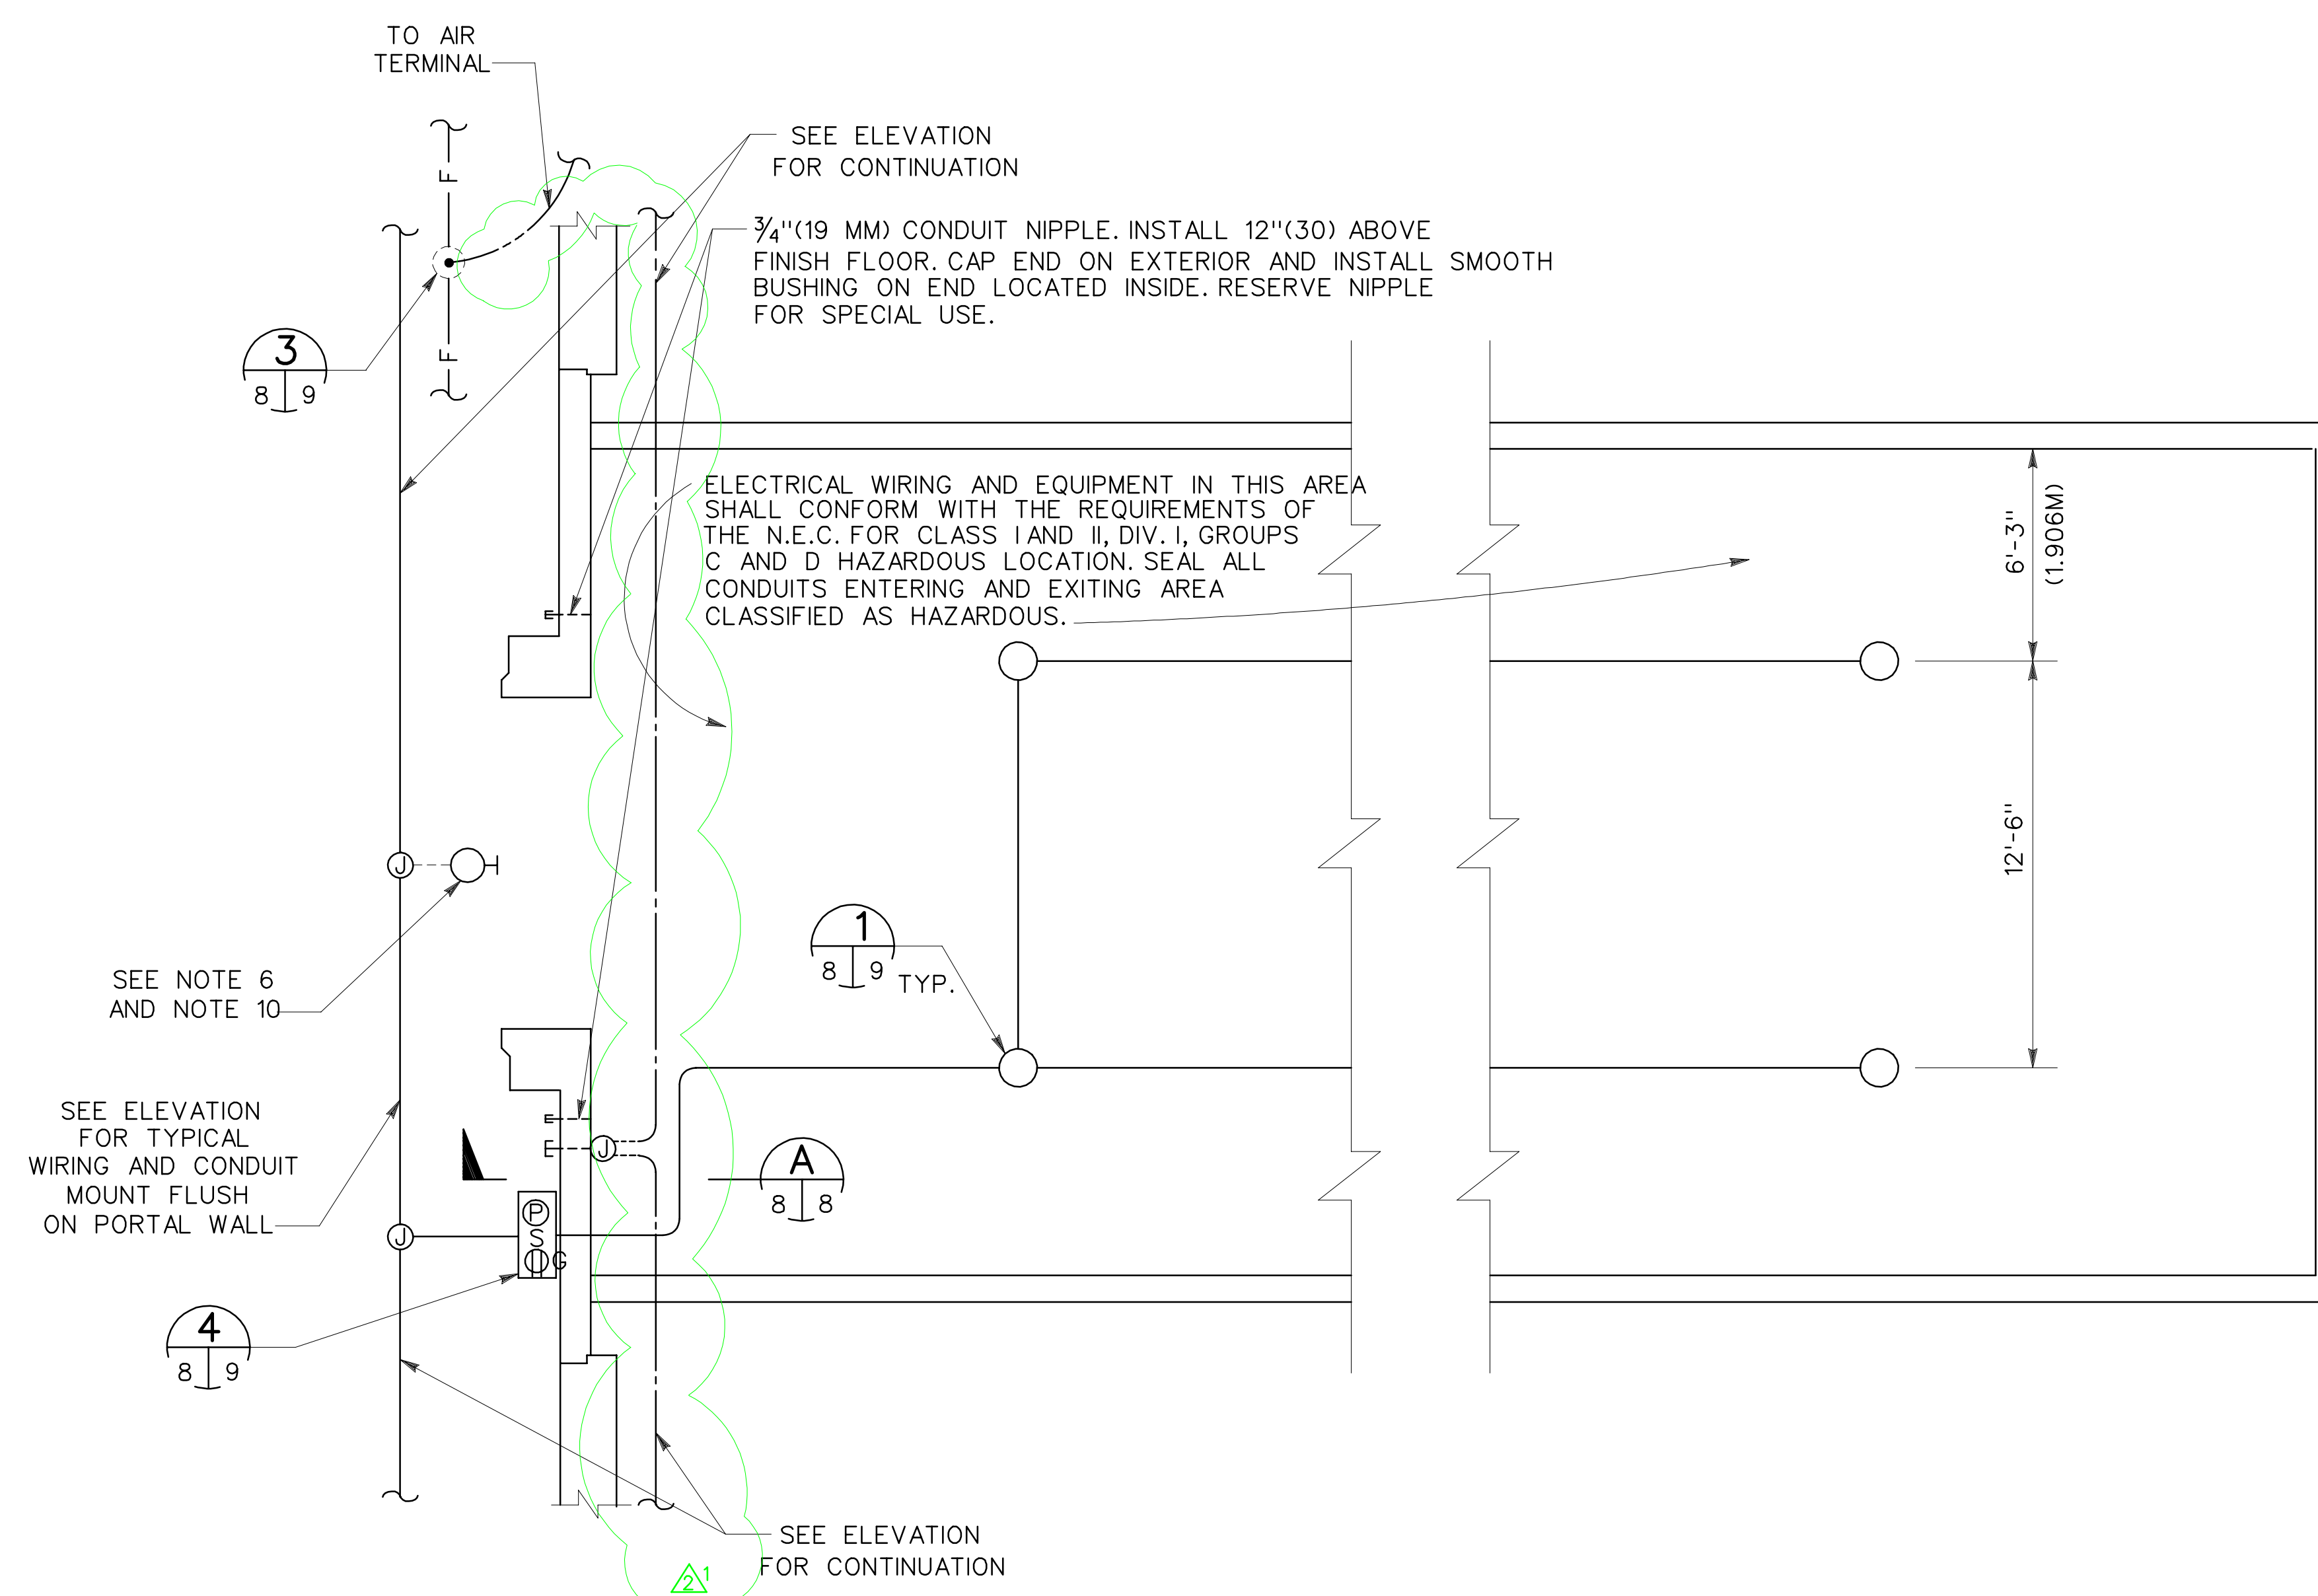 TO AIR
TERMINAL
SEE ELEVATION
FOR CONTINUATION
F
3/4"(19 MM) CONDUIT NIPPLE. INSTALL 12"(30) ABOVE
FINISH FLOOR. CAP END ON EXTERIOR AND INSTALL SMOOTH
BUSHING ON END LOCATED INSIDE. RESERVE NIPPLE
FOR SPECIAL USE.
F
3
8 9
ELECTRICAL WIRING AND EQUIPMENT IN THIS AREA
SHALL CONFORM WITH THE REQUIREMENTS OF
THE N.E.C. FOR CLASS I AND II, DIV. I, GROUPS
C AND D HAZARDOUS LOCATION. SEAL ALL
CONDUITS ENTERING AND EXITING AREA
CLASSIFIED AS HAZARDOUS.
6'-3"
(1.906M)
12'-6"
J
1
8 9
TYP.
SEE NOTE 6
AND NOTE 10
SEE ELEVATION
FOR TYPICAL
WIRING AND CONDUIT
MOUNT FLUSH
ON PORTAL WALL
J
A
8 8
J
P
S
G
4
8 9
SEE ELEVATION
FOR CONTINUATION
2 1